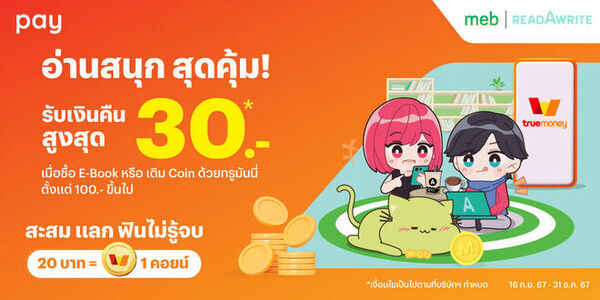 pay
meb | READAWRITE
อ่านสนุก สุดคุ้ม!
รับเงินคืน
สูงสุด 30.-*
เมื่อซื้อ E-Book หรือ เติม Coin ด้วยทรูมันนี่
ตั้งแต่ 100.- ขึ้นไป
สะสม แลก ฟินไม่รู้จบ
20 บาท = 1 คอยน์
truemoney
A
A
meb
M
*เงื่อนไขเป็นไปตามที่บริษัทฯ กำหนด
16 ก.ย. 67 - 31 ธ.ค. 67